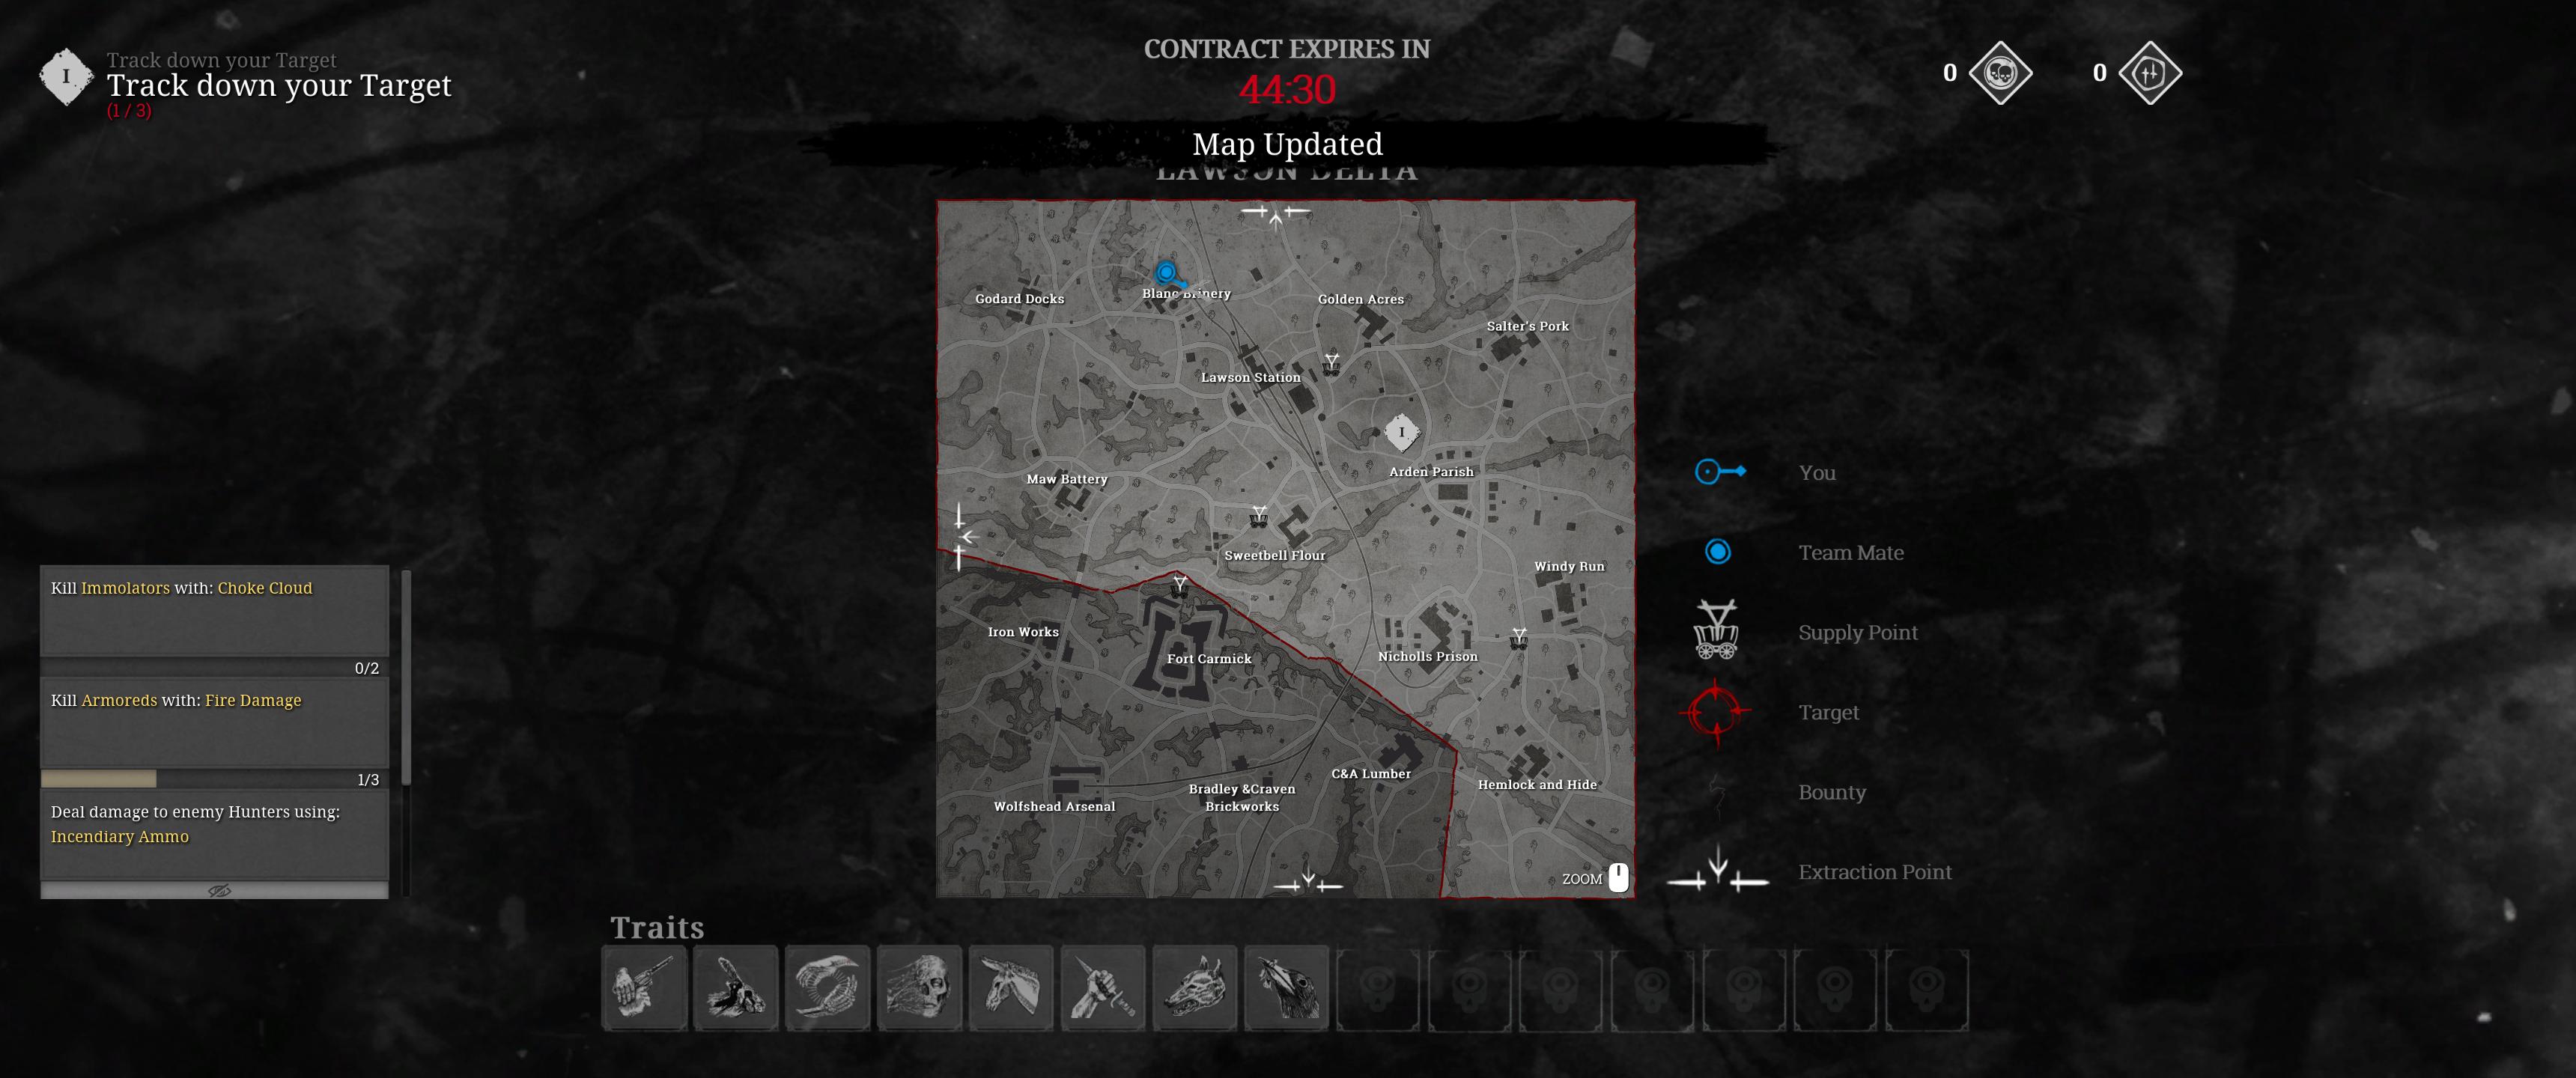 I
Track down your Target
Track down your Target
(1 / 3)
CONTRACT EXPIRES IN
44:30
Map Updated
LAWSON DELTA
0
0
Godard Docks
Blanc Brinery
Golden Acres
Salter's Pork
Lawson Station
I
Arden Parish
Maw Battery
Sweetbell Flour
Windy Run
Iron Works
Fort Carmick
Nicholls Prison
C&A Lumber
Hemlock and Hide
Bradley &Craven
Brickworks
Wolfshead Arsenal
ZOOM
You
Team Mate
Supply Point
Target
Bounty
Extraction Point
Kill Immolators with: Choke Cloud
0/2
Kill Armoreds with: Fire Damage
1/3
Deal damage to enemy Hunters using:
Incendiary Ammo
Traits